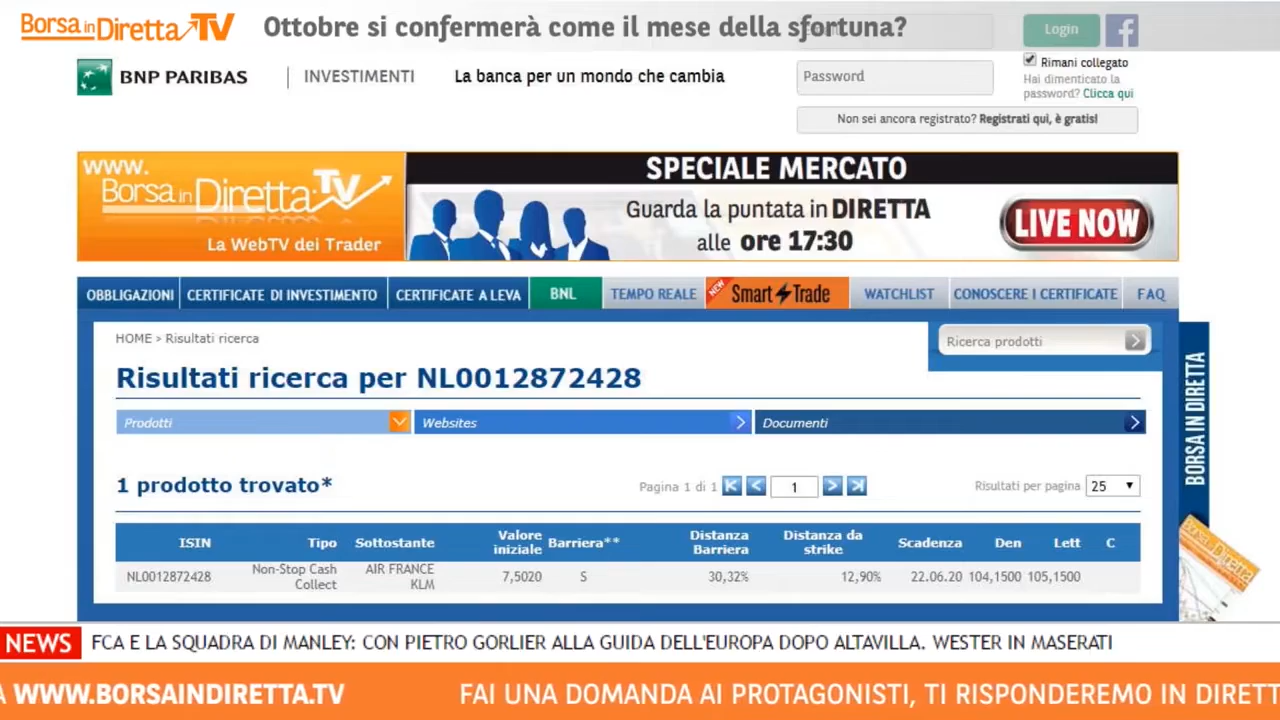 Borsa in Diretta TV
Ottobre si confermerà come il mese della sfortuna?
Login
BNP PARIBAS
INVESTIMENTI
La banca per un mondo che cambia
Password
Rimani collegato
Hai dimenticato la
password? Clicca qui
Non sei ancora registrato? Registrati qui, è gratis!
www.
Borsa in Diretta TV
La WebTV dei Trader
SPECIALE MERCATO
Guarda la puntata in DIRETTA
alle ore 17:30
LIVE NOW
OBBLIGAZIONI CERTIFICATE DI INVESTIMENTO CERTIFICATE A LEVA BNL TEMPO REALE NEW Smart Trade WATCHLIST CONOSCERE I CERTIFICATE FAQ
HOME > Risultati ricerca
Ricerca prodotti
Risultati ricerca per NL0012872428
Prodotti Websites Documenti
BORSA IN DIRETTA
1 prodotto trovato*
Pagina 1 di 1 1
Risultati per pagina 25
ISIN Tipo Sottostante Valore iniziale Barriera** Distanza Barriera Distanza da strike Scadenza Den Lett C
NL0012872428 Non-Stop Cash Collect AIR FRANCE KLM 7,5020 S 30,32% 12,90% 22.06.20 104,1500 105,1500
NEWS FCA E LA SQUADRA DI MANLEY: CON PIETRO GORLIER ALLA GUIDA DELL'EUROPA DOPO ALTAVILLA. WESTER IN MASERATI
A WWW.BORSAINDIRETTA.TV FAI UNA DOMANDA AI PROTAGONISTI, TI RISPONDEREMO IN DIRETT